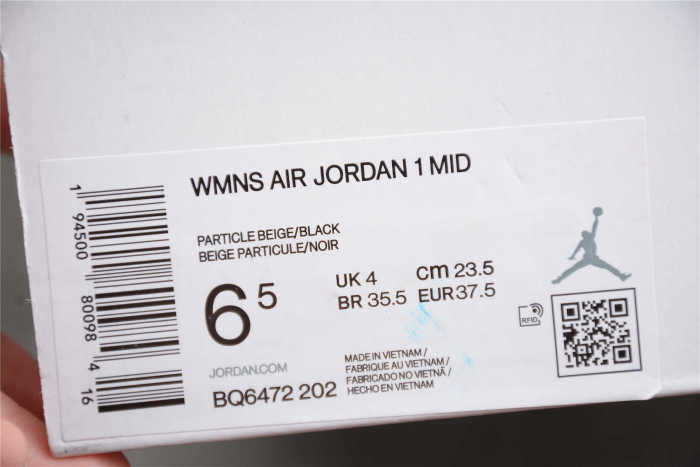 WMNS AIR JORDAN 1 MID
PARTICLE BEIGE/BLACK
BEIGE PARTICULE/NOIR
6 5
UK 4 cm 23.5
BR 35.5 EUR 37.5
RFID
JORDAN.COM
BQ6472 202
MADE IN VIETNAM /
FABRIQUE AU VIETNAM /
FABRICADO NO VIETNÃ /
HECHO EN VIETNAM
1 94500 80098 4 16